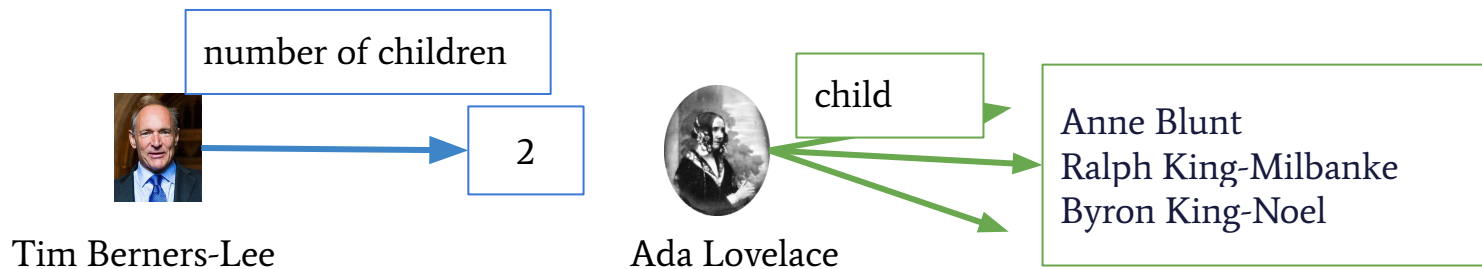 number of children
2
Tim Berners-Lee
child
Anne Blunt
Ralph King-Milbanke
Byron King-Noel
Ada Lovelace